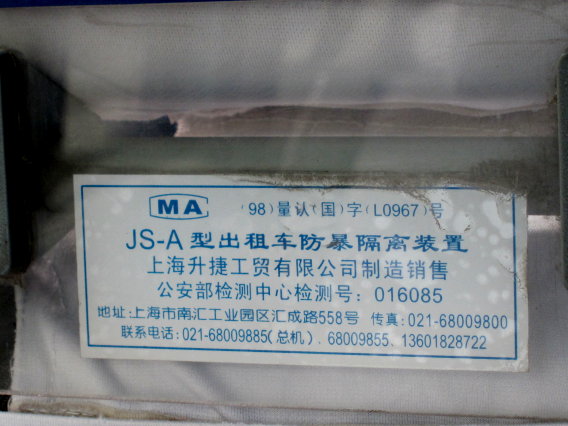 MA (98)量认(国)字(L0967)号
JS-A 型出租车防暴隔离装置
上海升捷工贸有限公司制造销售
公安部检测中心检测号：016085
地址:上海市南汇工业园区汇成路558号 传真:021-68009800
联系电话:021-68009885(总机)、68009855、13601828722